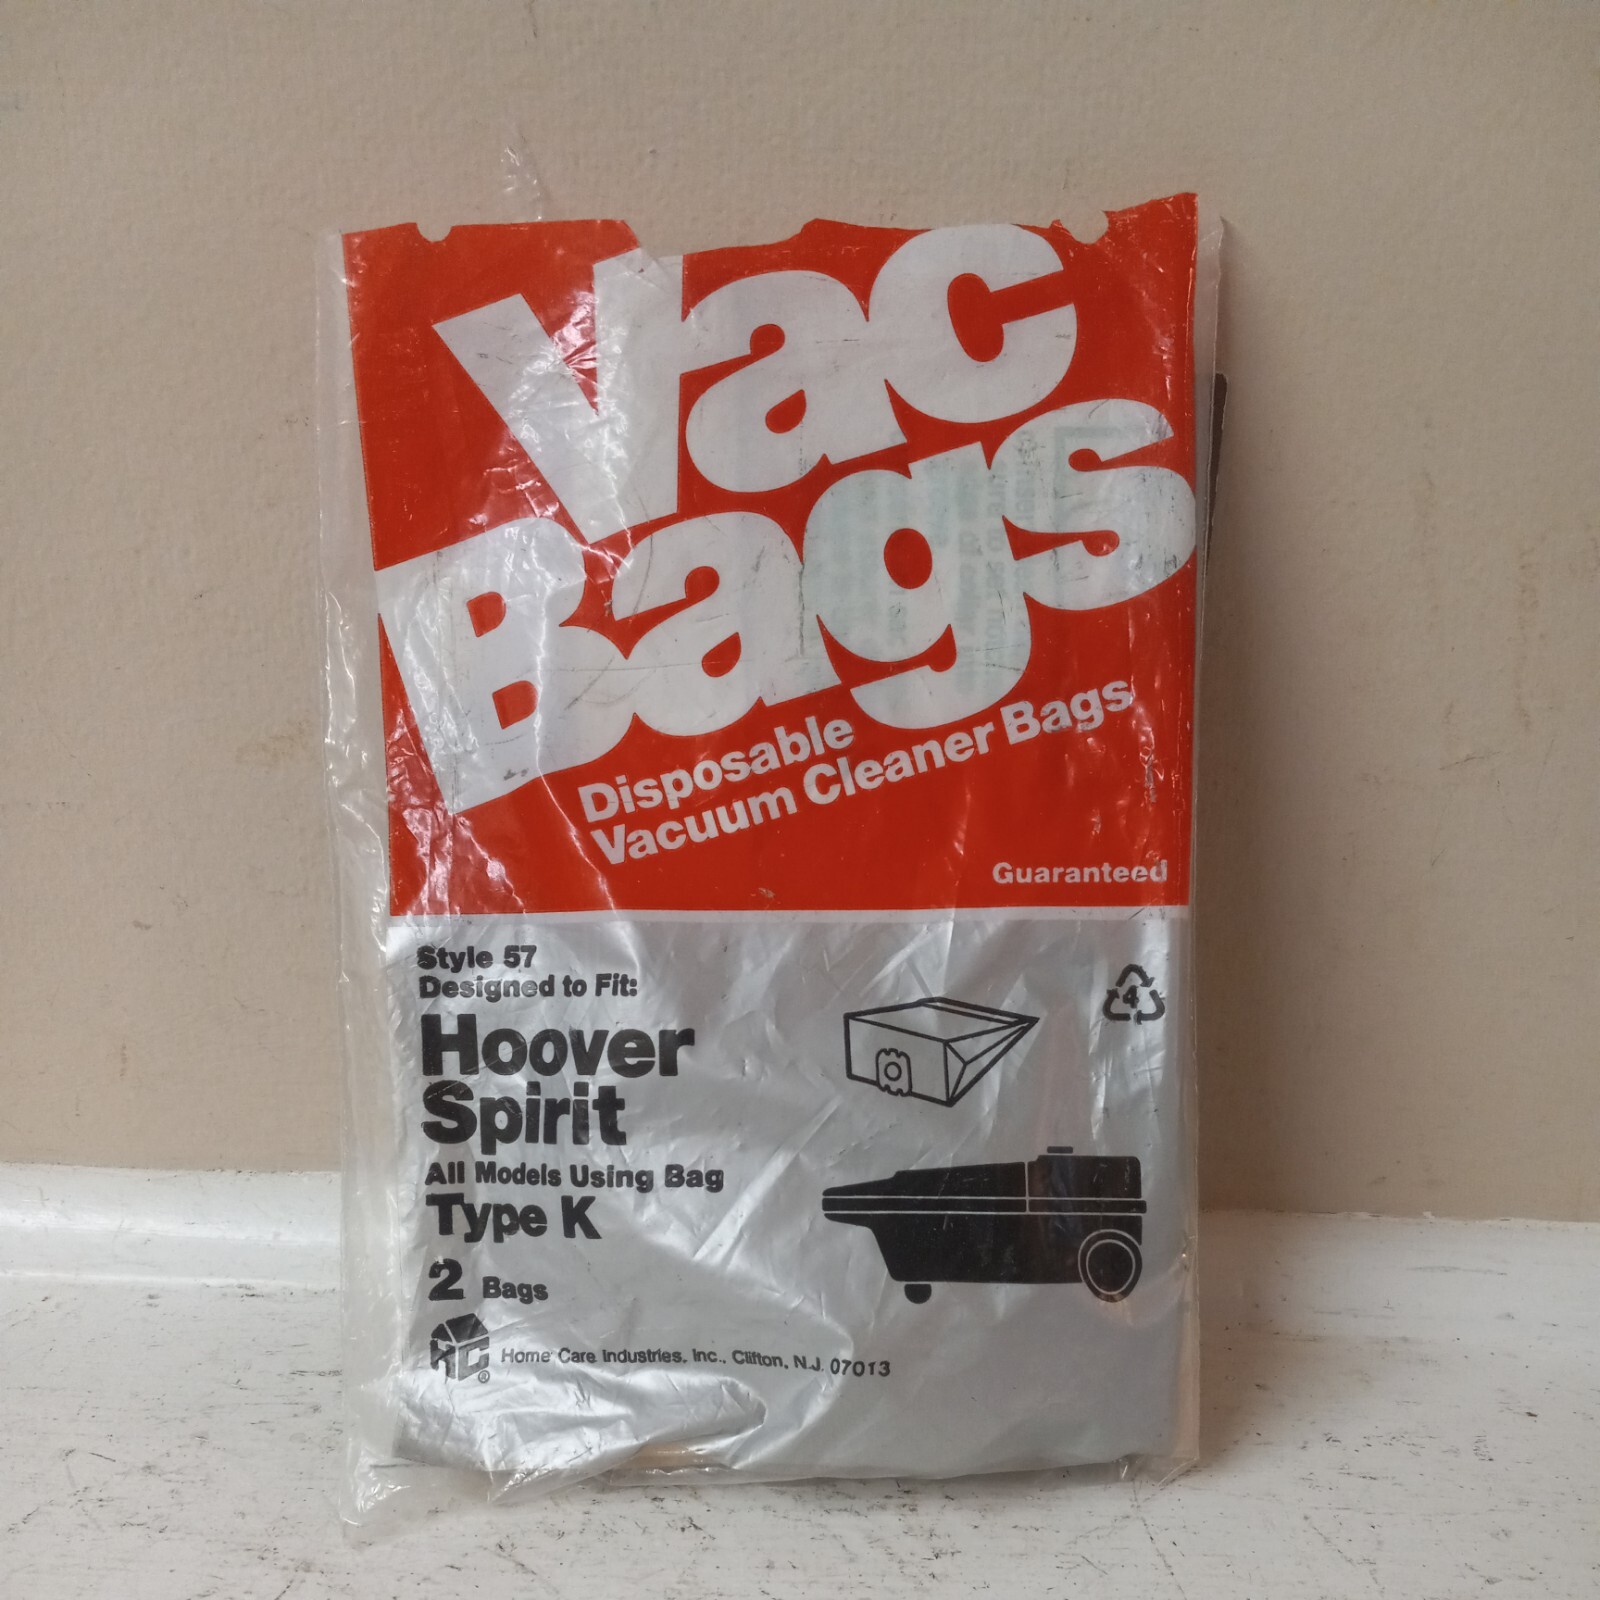 Vac
Bags
Disposable
Vacuum Cleaner Bags
Guaranteed
Style 57
Designed to Fit:
Hoover
Spirit
All Models Using Bag
Type K
2 Bags
4
HC®
Home Care Industries, Inc., Clifton, N.J. 07013